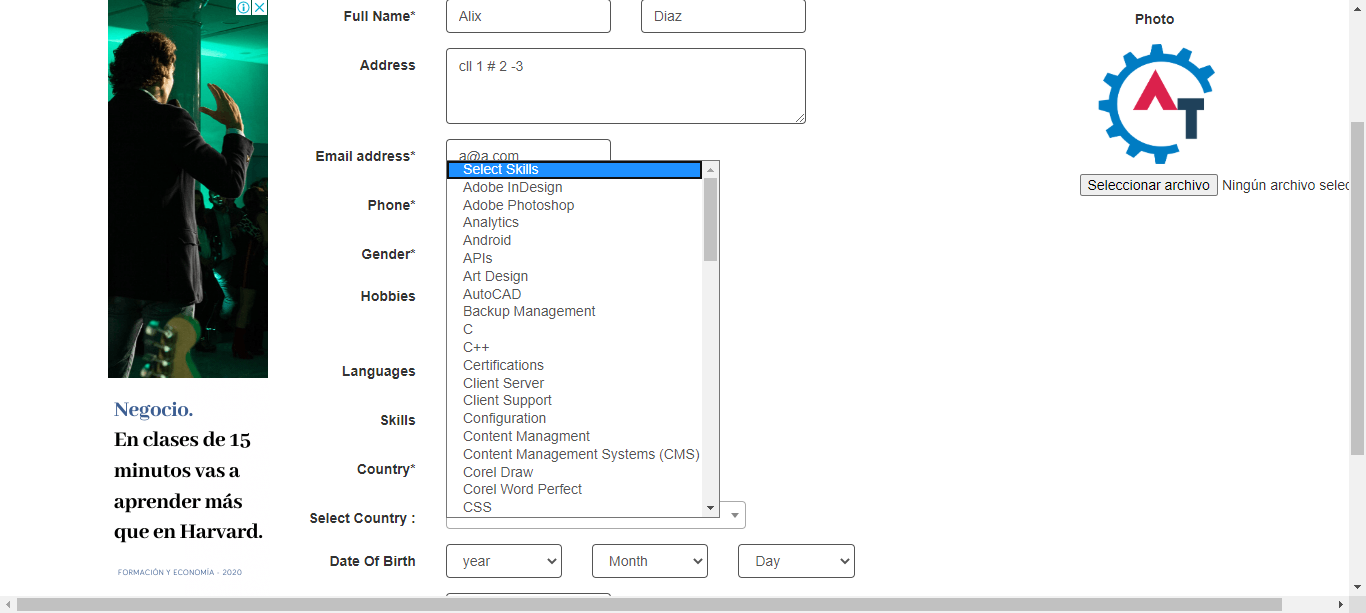 Full Name*
Alix
Diaz
Address
cll 1 # 2 -3
Email address*
a@a.com
Phone*
Gender*
Hobbies
Languages
Skills
Country*
Select Country :
Select Skills
Adobe InDesign
Adobe Photoshop
Analytics
Android
APIs
Art Design
AutoCAD
Backup Management
C
C++
Certifications
Client Server
Client Support
Configuration
Content Managment
Content Management Systems (CMS)
Corel Draw
Corel Word Perfect
CSS
Date Of Birth
year
Month
Day
Photo
AT
Seleccionar archivo
Ningún archivo selec
Negocio.
En clases de 15
minutos vas a
aprender más
que en Harvard.
FORMACIÓN Y ECONOMÍA - 2020